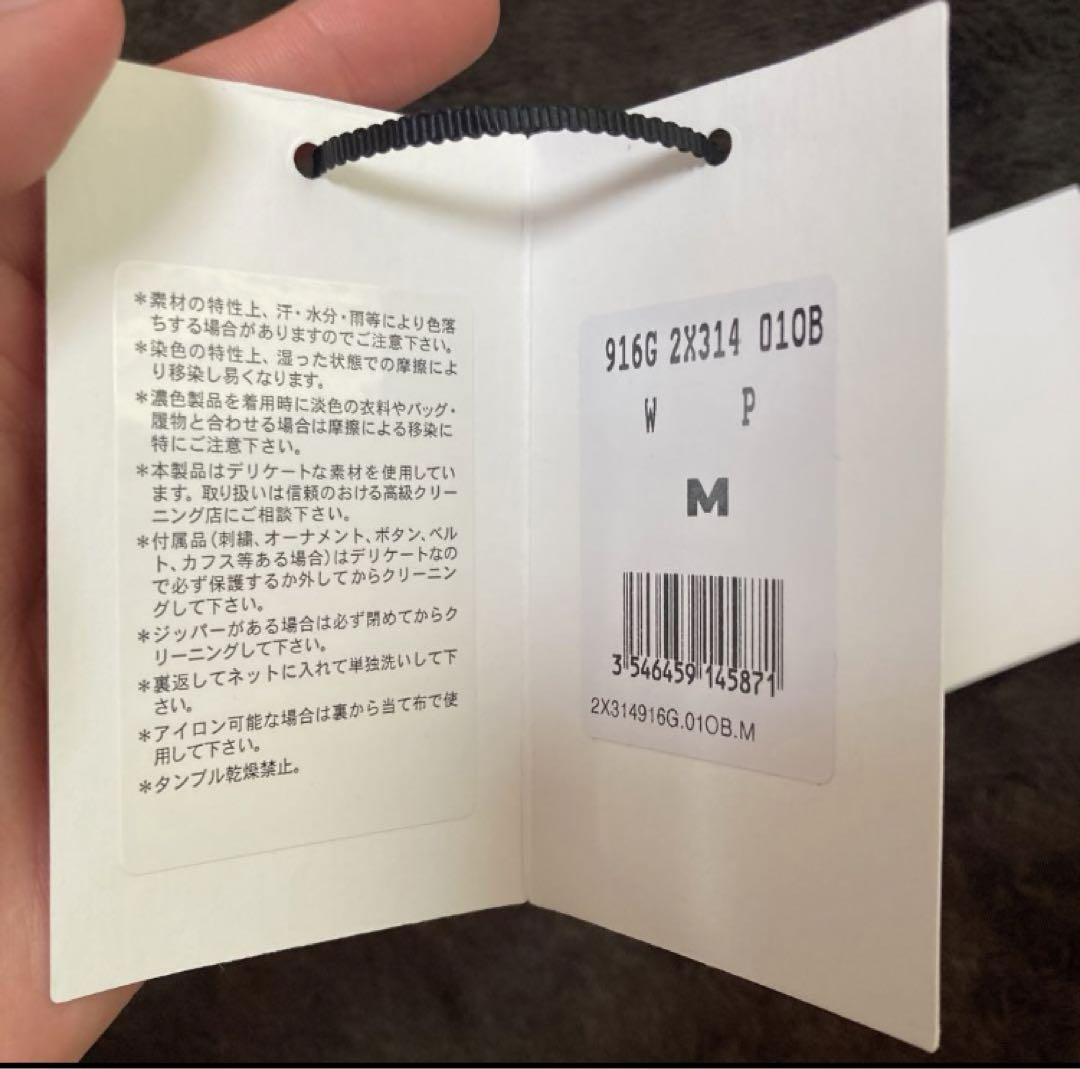 ＊素材の特性上、汗・水分・雨等により色落
ちする場合がありますのでご注意下さい。
＊染色の特性上、湿った状態での摩擦によ
り移染し易くなります。
＊濃色製品を着用時に淡色の衣料やバッグ・
履物と合わせる場合は摩擦による移染に
特にご注意下さい。
＊本製品はデリケートな素材を使用してい
ます。取り扱いは信頼のおける高級クリー
ニング店にご相談下さい。
＊付属品（刺繍、オーナメント、ボタン、ベル
ト、カフス等ある場合）はデリケートなの
で必ず保護するか外してからクリーニン
グして下さい。
＊ジッパーがある場合は必ず閉めてからク
リーニングして下さい。
＊裏返してネットに入れて単独洗いして下
さい。
＊アイロン可能な場合は裏から当て布で使
用して下さい。
＊タンブル乾燥禁止。
916G 2X314 01OB
W P
M
3 546459 145871
2X314916G.01OB.M